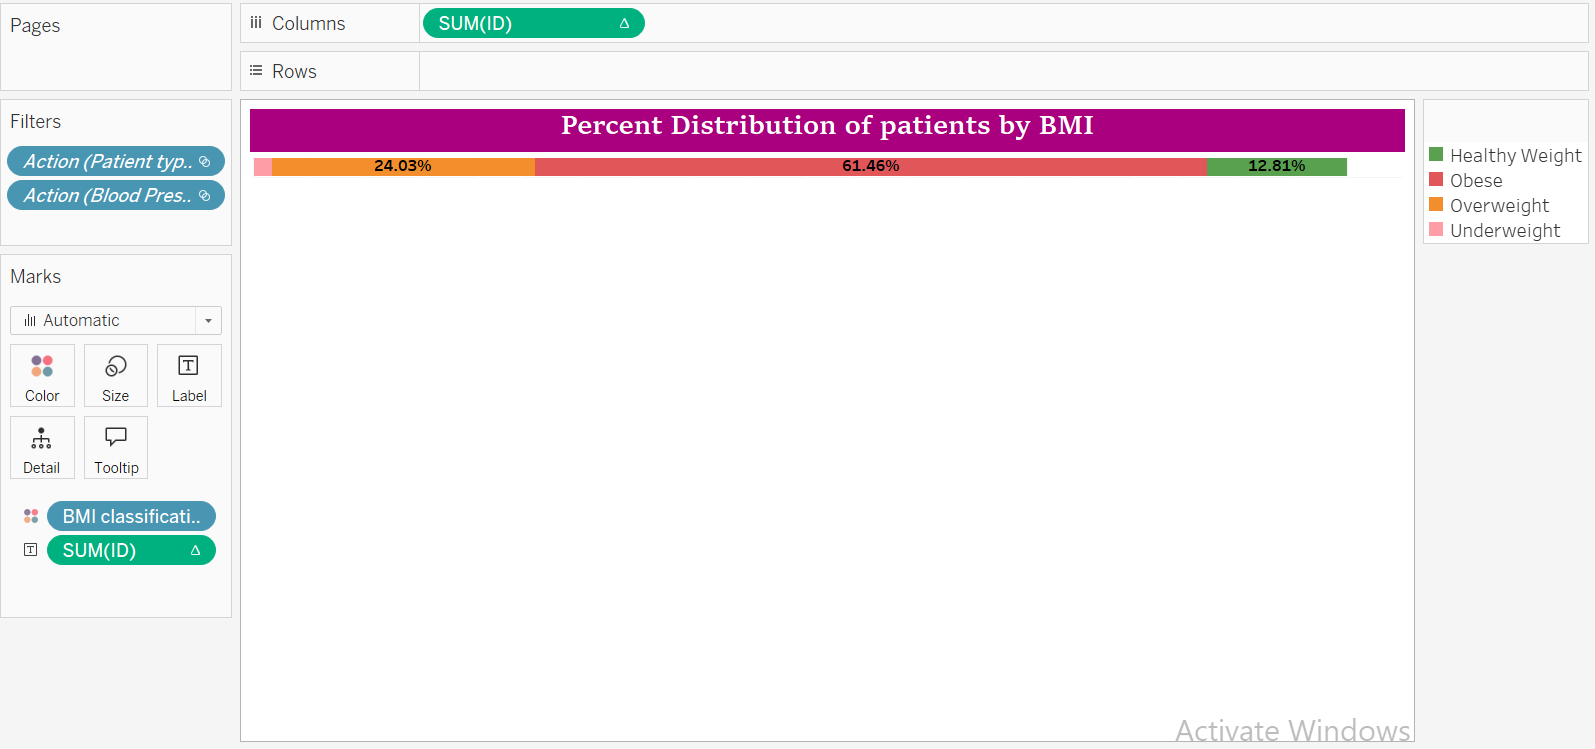 Pages
Columns
SUM(ID)
Rows
Filters
Action (Patient typ..
Action (Blood Pres..
Marks
Automatic
Color
Size
Label
Detail
Tooltip
BMI classificati..
SUM(ID)
Percent Distribution of patients by BMI
24.03%
61.46%
12.81%
Healthy Weight
Obese
Overweight
Underweight
Activate Windows